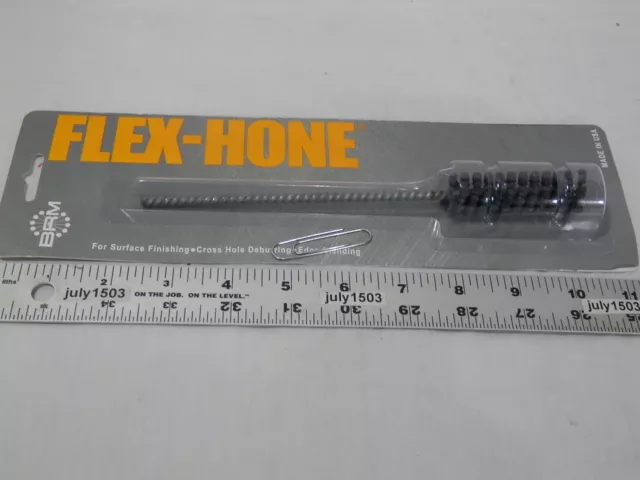 FLEX-HONE
MADE IN USA
BRM
For Surface Finishing•Cross Hole Deburring•Edge Blending
1 2 3 4 5 6 7 8 9 10 11
july1503 ON THE JOB. ON THE LEVEL.™ july1503 july1503
34 33 32 31 30 29 28 27 26 25